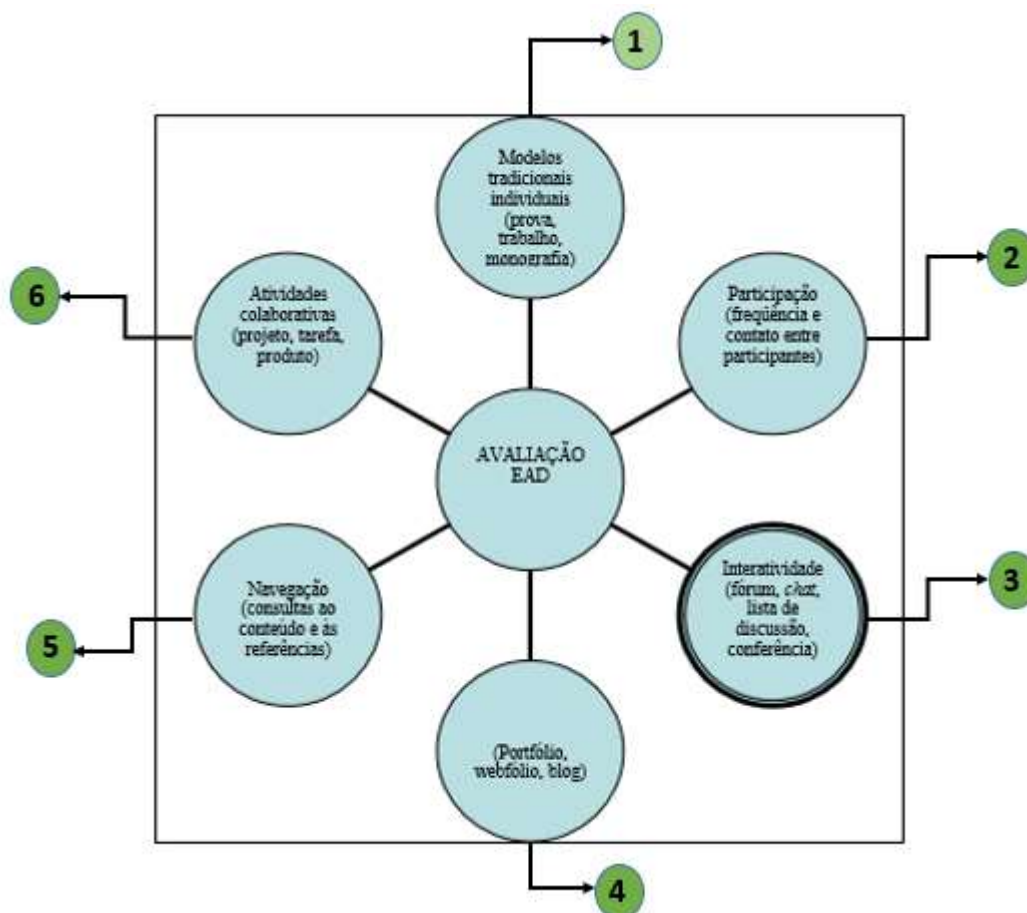 1
Modelos
tradicionais
individuais
(prova,
trabalho,
monografia)
2
Participação
(freqüência e
contato entre
participantes)
6
Atividades
colaborativas
(projeto, tarefa,
produto)
AVALIAÇÃO
EAD
3
Interatividade
(fórum, chat,
lista de
discussão,
conferência)
5
Navegação
(consultas ao
conteúdo e às
referências)
(Portfólio,
webfólio, blog)
4